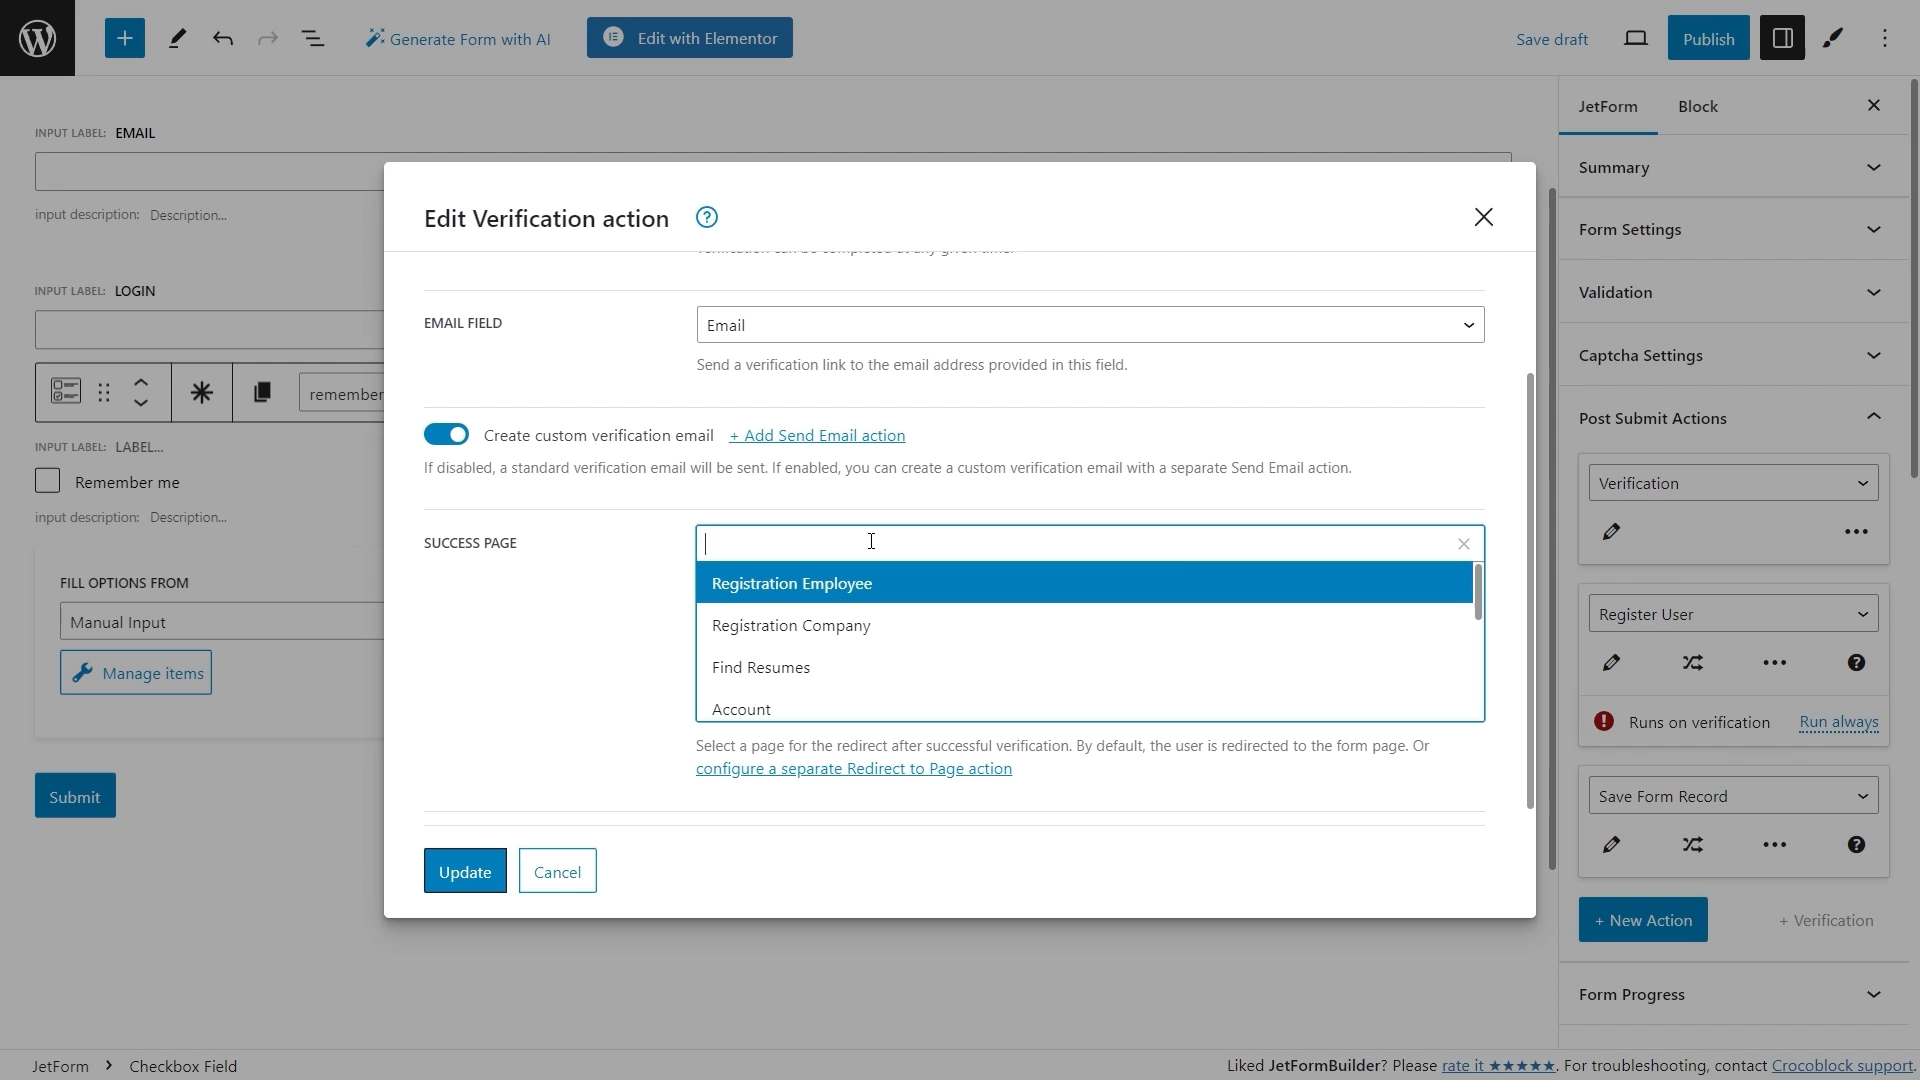 Generate Form with AI
Edit with Elementor
Save draft
Publish
INPUT LABEL: EMAIL
input description: Description...
INPUT LABEL: LOGIN
remember
INPUT LABEL: LABEL...
Remember me
input description: Description...
FILL OPTIONS FROM
Manual Input
Manage items
Submit
Edit Verification action
verification can be completed at any given time.
EMAIL FIELD
Email
Send a verification link to the email address provided in this field.
Create custom verification email + Add Send Email action
If disabled, a standard verification email will be sent. If enabled, you can create a custom verification email with a separate Send Email action.
SUCCESS PAGE
Registration Employee
Registration Company
Find Resumes
Account
Select a page for the redirect after successful verification. By default, the user is redirected to the form page. Or
configure a separate Redirect to Page action
Update
Cancel
JetForm
Block
Summary
Form Settings
Validation
Captcha Settings
Post Submit Actions
Verification
Register User
Runs on verification Run always
Save Form Record
+ New Action
+ Verification
Form Progress
JetForm > Checkbox Field
Liked JetFormBuilder? Please rate it ★★★★★. For troubleshooting, contact Crocoblock support.